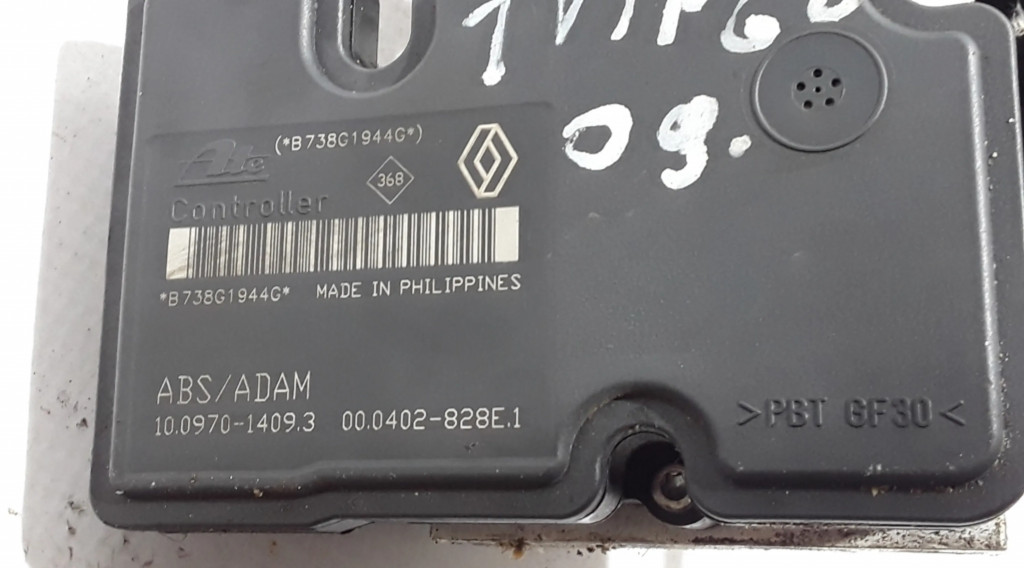 09.
(*B738G1944G*)
Ate
368
Controller
*B738G1944G* MADE IN PHILIPPINES
ABS/ADAM
10.0970-1409.3 00.0402-828E.1
>PBT GF30<